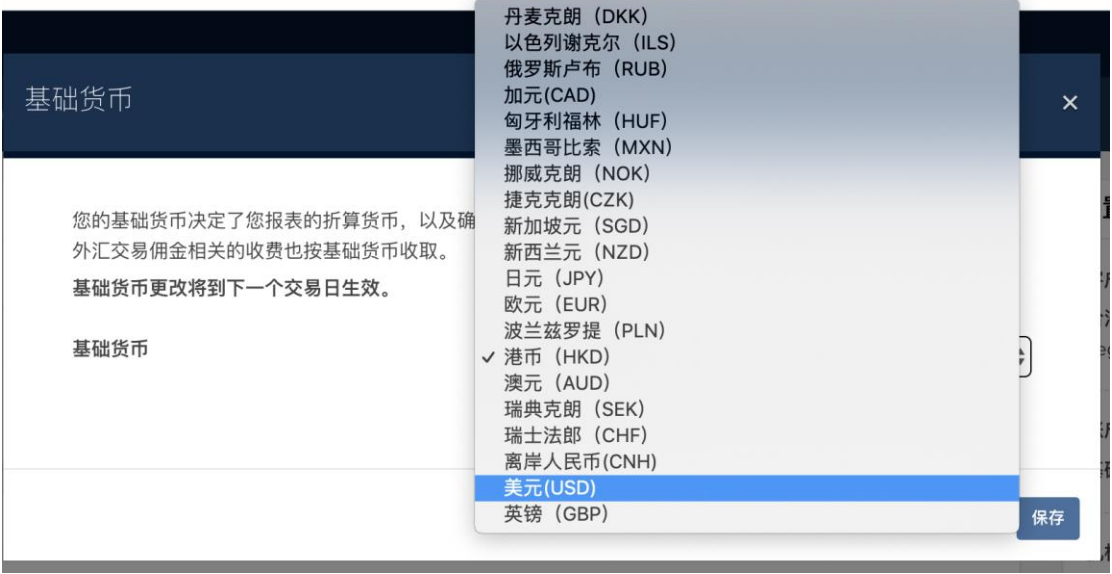 基础货币
×
您的基础货币决定了您报表的折算货币，以及确
外汇交易佣金相关的收费也按基础货币收取。
基础货币更改将到下一个交易日生效。
基础货币
丹麦克朗（DKK）
以色列谢克尔（ILS）
俄罗斯卢布（RUB）
加元(CAD)
匈牙利福林（HUF）
墨西哥比索（MXN）
挪威克朗（NOK）
捷克克朗(CZK)
新加坡元（SGD）
新西兰元（NZD）
日元（JPY）
欧元（EUR）
波兰兹罗提（PLN）
✓ 港币（HKD）
澳元（AUD）
瑞典克朗（SEK）
瑞士法郎（CHF）
离岸人民币(CNH)
美元(USD)
英镑（GBP）
保存